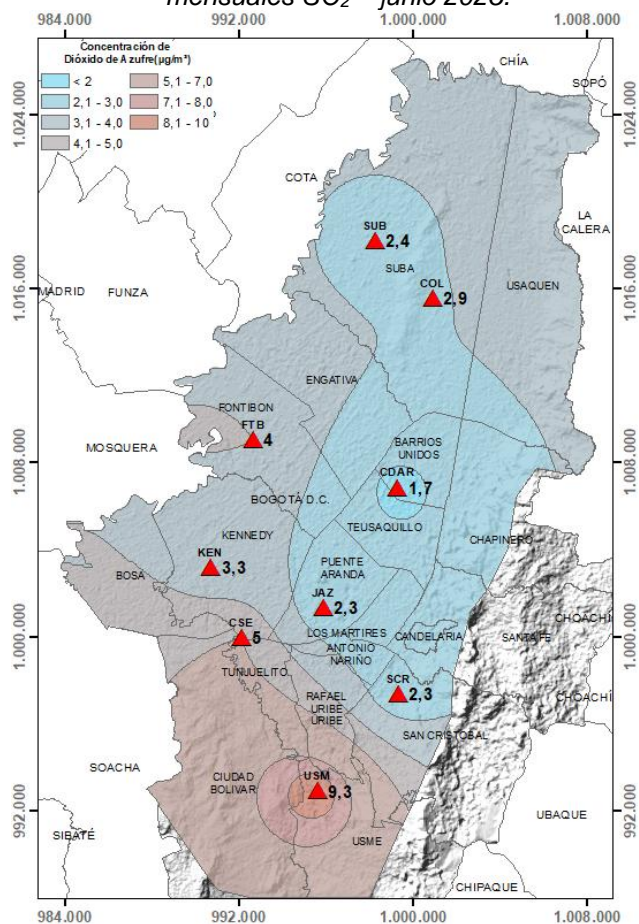 mensuales SO₂ – junio 2023.
984.000
992.000
1.000.000
1.008.000
Concentración de
Dióxido de Azufre(µg/m³)
< 2
2,1 - 3,0
3,1 - 4,0
4,1 - 5,0
5,1 - 7,0
7,1 - 8,0
8,1 - 10
1.024.000
1.024.000
CHÍA
SOPÓ
COTA
LA
CALERA
SUB
2,4
SUBA
COL
2,9
USAQUEN
1.016.000
1.016.000
MADRID
FUNZA
ENGATIVA
FONTIBON
FTB
4
MOSQUERA
BARRIOS
UNIDOS
1.008.000
1.008.000
CDAR
1,7
BOGOTÁ D.C.
TEUSAQUILLO
CHAPINERO
KENNEDY
KEN
3,3
BOSA
PUENTE
ARANDA
JAZ
2,3
CHOACHÍ
CSE
5
LOS MARTIRES
CANDELARIA
SANTA FE
1.000.000
1.000.000
ANTONIO
NARIÑO
TUNJUELITO
SCR
2,3
CHOACHÍ
RAFAEL
URIBE
URIBE
SAN CRISTOBAL
SOACHA
CIUDAD
BOLIVAR
USM
9,3
992.000
992.000
UBAQUE
SIBATÉ
USME
CHIPAQUE
984.000
992.000
1.000.000
1.008.000